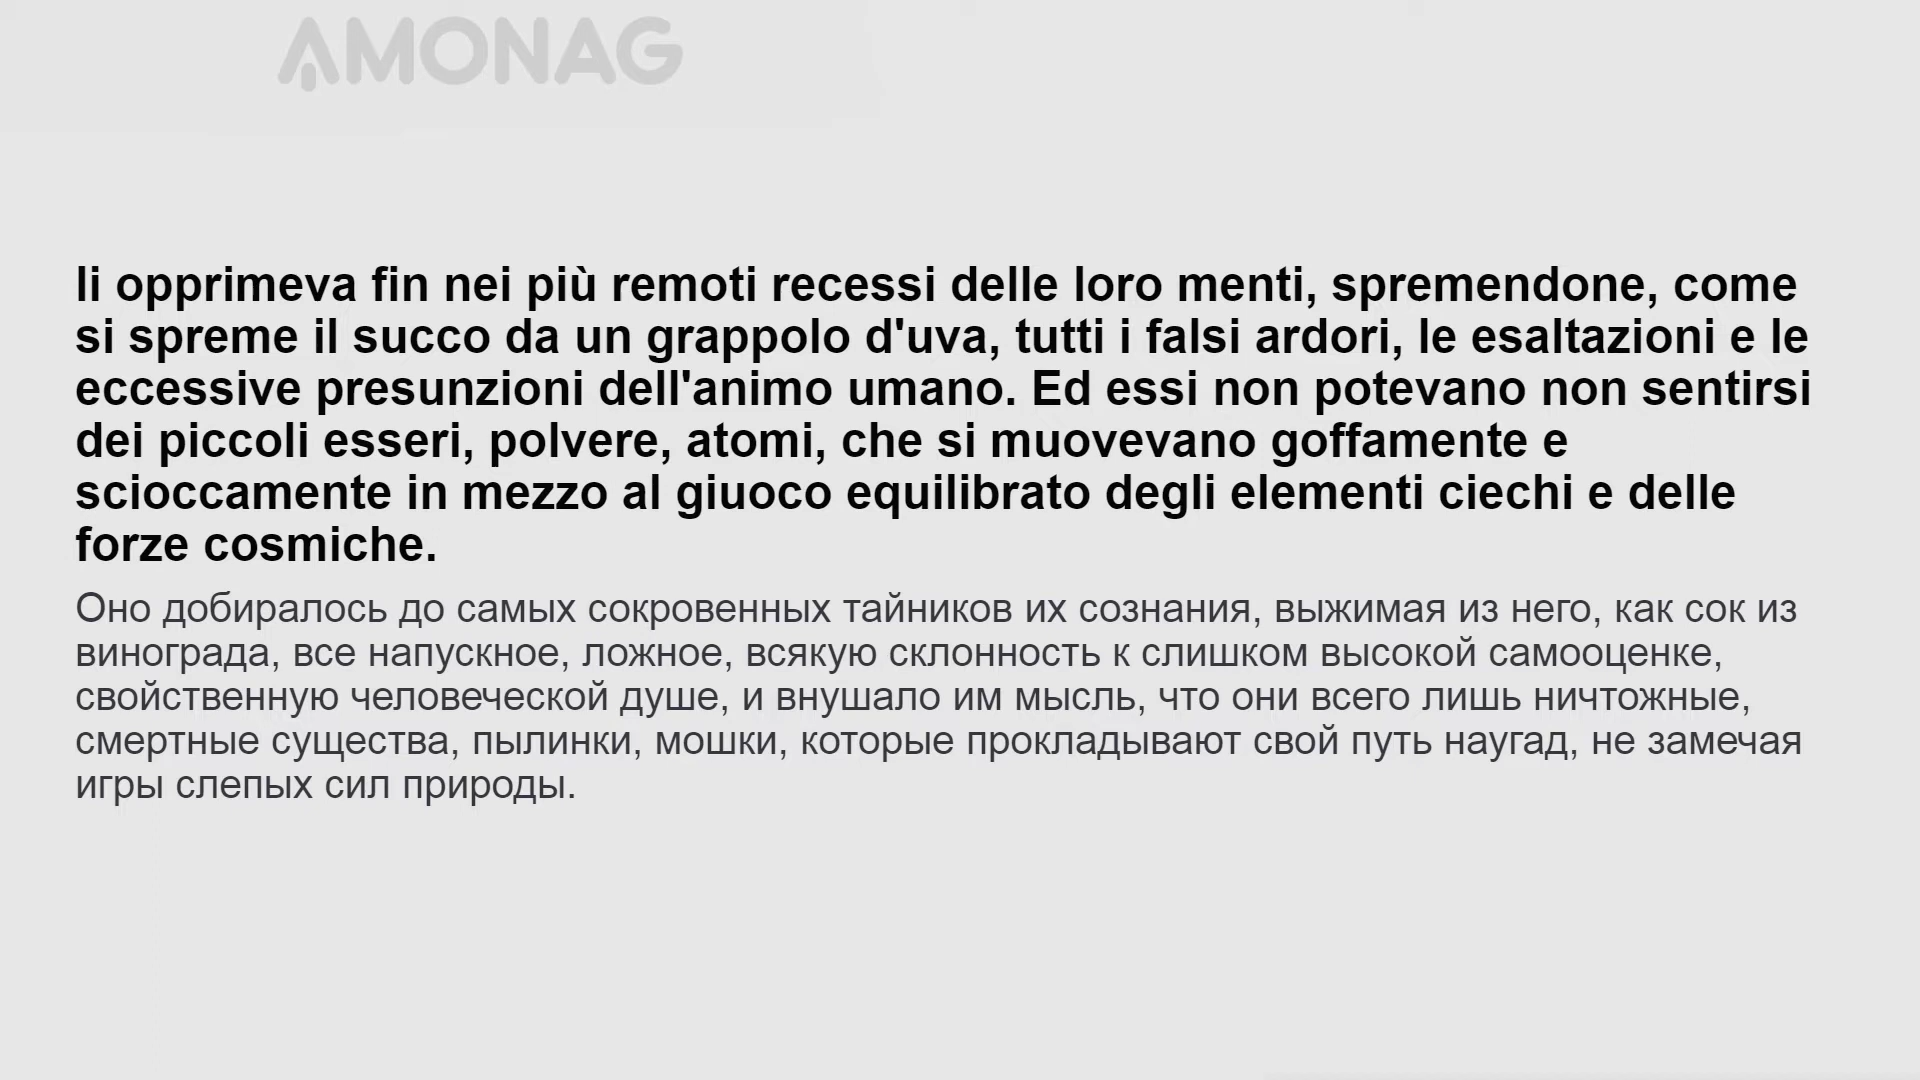 AMONAG
li opprimeva fin nei più remoti recessi delle loro menti, spremendone, come
si spreme il succo da un grappolo d'uva, tutti i falsi ardori, le esaltazioni e le
eccessive presunzioni dell'animo umano. Ed essi non potevano non sentirsi
dei piccoli esseri, polvere, atomi, che si muovevano goffamente e
scioccamente in mezzo al giuoco equilibrato degli elementi ciechi e delle
forze cosmiche.
Оно добиралось до самых сокровенных тайников их сознания, выжимая из него, как сок из
винограда, все напускное, ложное, всякую склонность к слишком высокой самооценке,
свойственную человеческой душе, и внушало им мысль, что они всего лишь ничтожные,
смертные существа, пылинки, мошки, которые прокладывают свой путь наугад, не замечая
игры слепых сил природы.